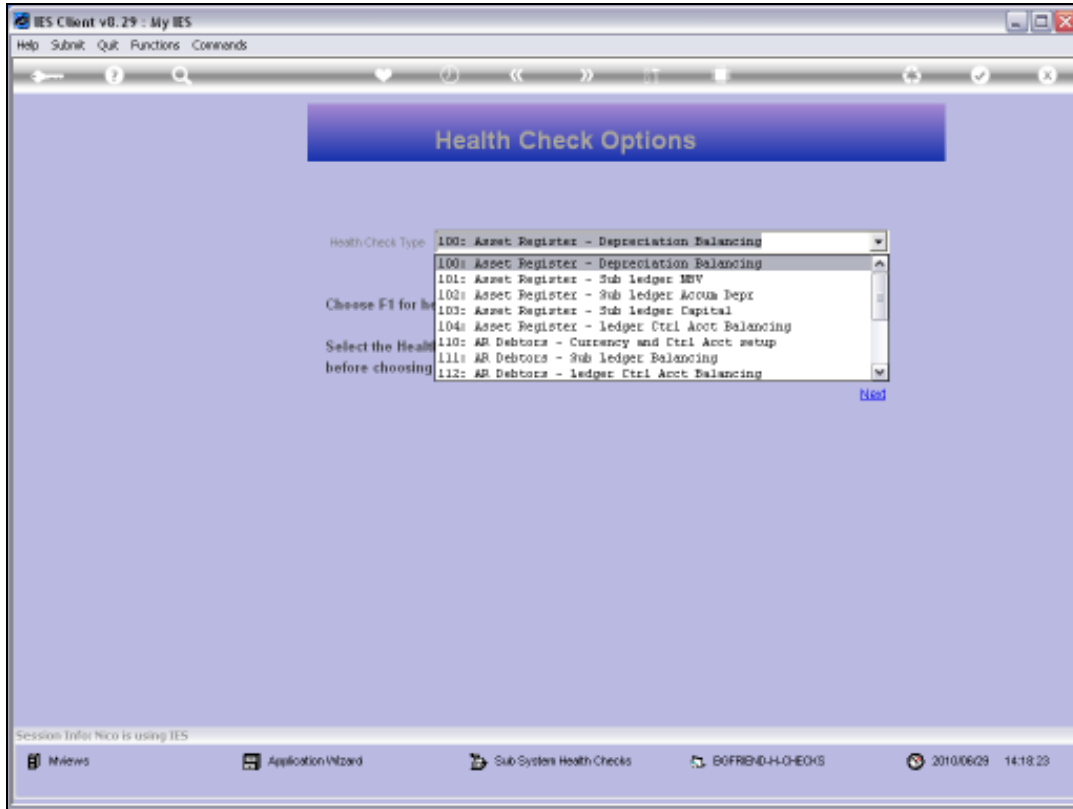 IES Client v8.29 : My IES
Help Submit Quit Functions Commands
Health Check Options
Health Check Type 100: Asset Register - Depreciation Balancing
100: Asset Register - Depreciation Balancing
101: Asset Register - Sub ledger NBV
102: Asset Register - Sub ledger Accum Depr
103: Asset Register - Sub ledger Capital
104: Asset Register - ledger Ctrl Acct Balancing
110: AR Debtors - Currency and Ctrl Acct setup
111: AR Debtors - Sub ledger Balancing
112: AR Debtors - ledger Ctrl Acct Balancing
Choose F1 for he
Select the Healt
before choosing
Next
Session Info: Nico is using IES
Mviews Application Wizard Sub System Health Checks BGFRIEND-H-CHECKS 2010/06/29 14:18:23